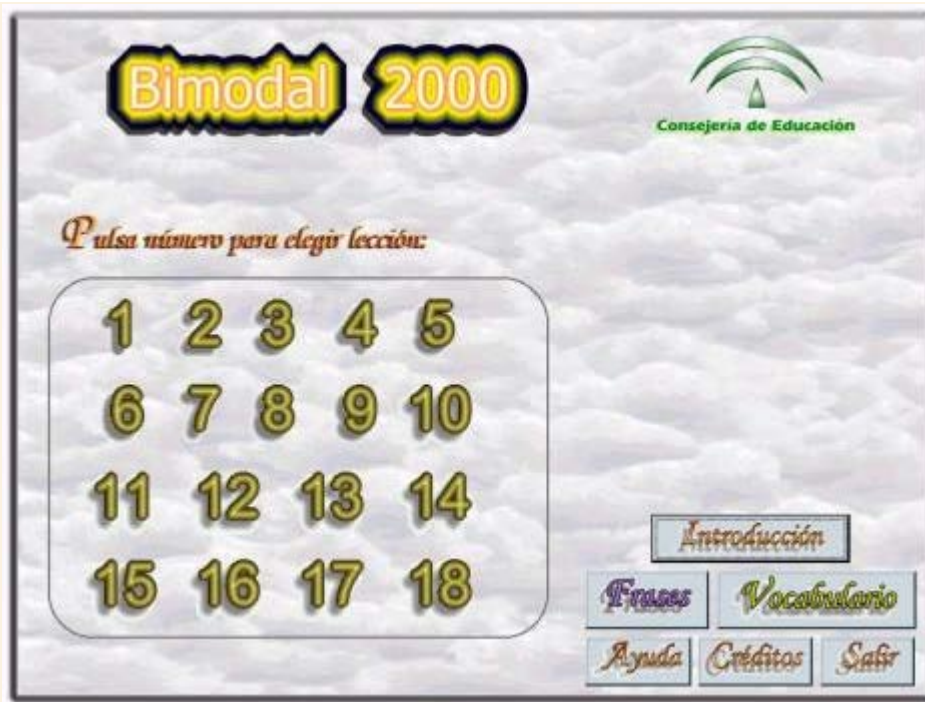 Bimodal 2000
Consejería de Educación
Pulsa número para elegir lección:
1 2 3 4 5
6 7 8 9 10
11 12 13 14
15 16 17 18
Introducción
Frases Vocabulario
Ayuda Créditos Salir